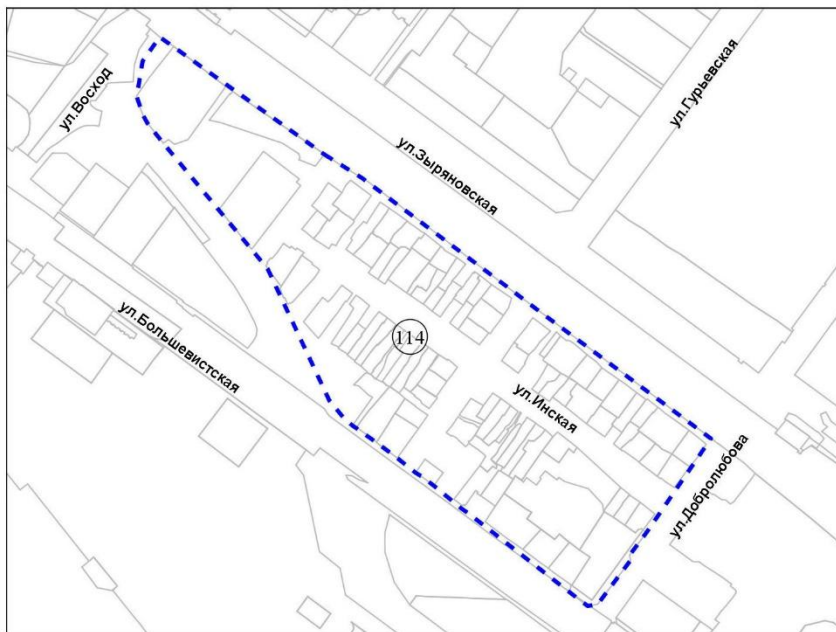 ул.Восход
ул.Гурьевская
ул.Зыряновская
ул.Большевистская
114
ул.Инская
ул.Добролюбова